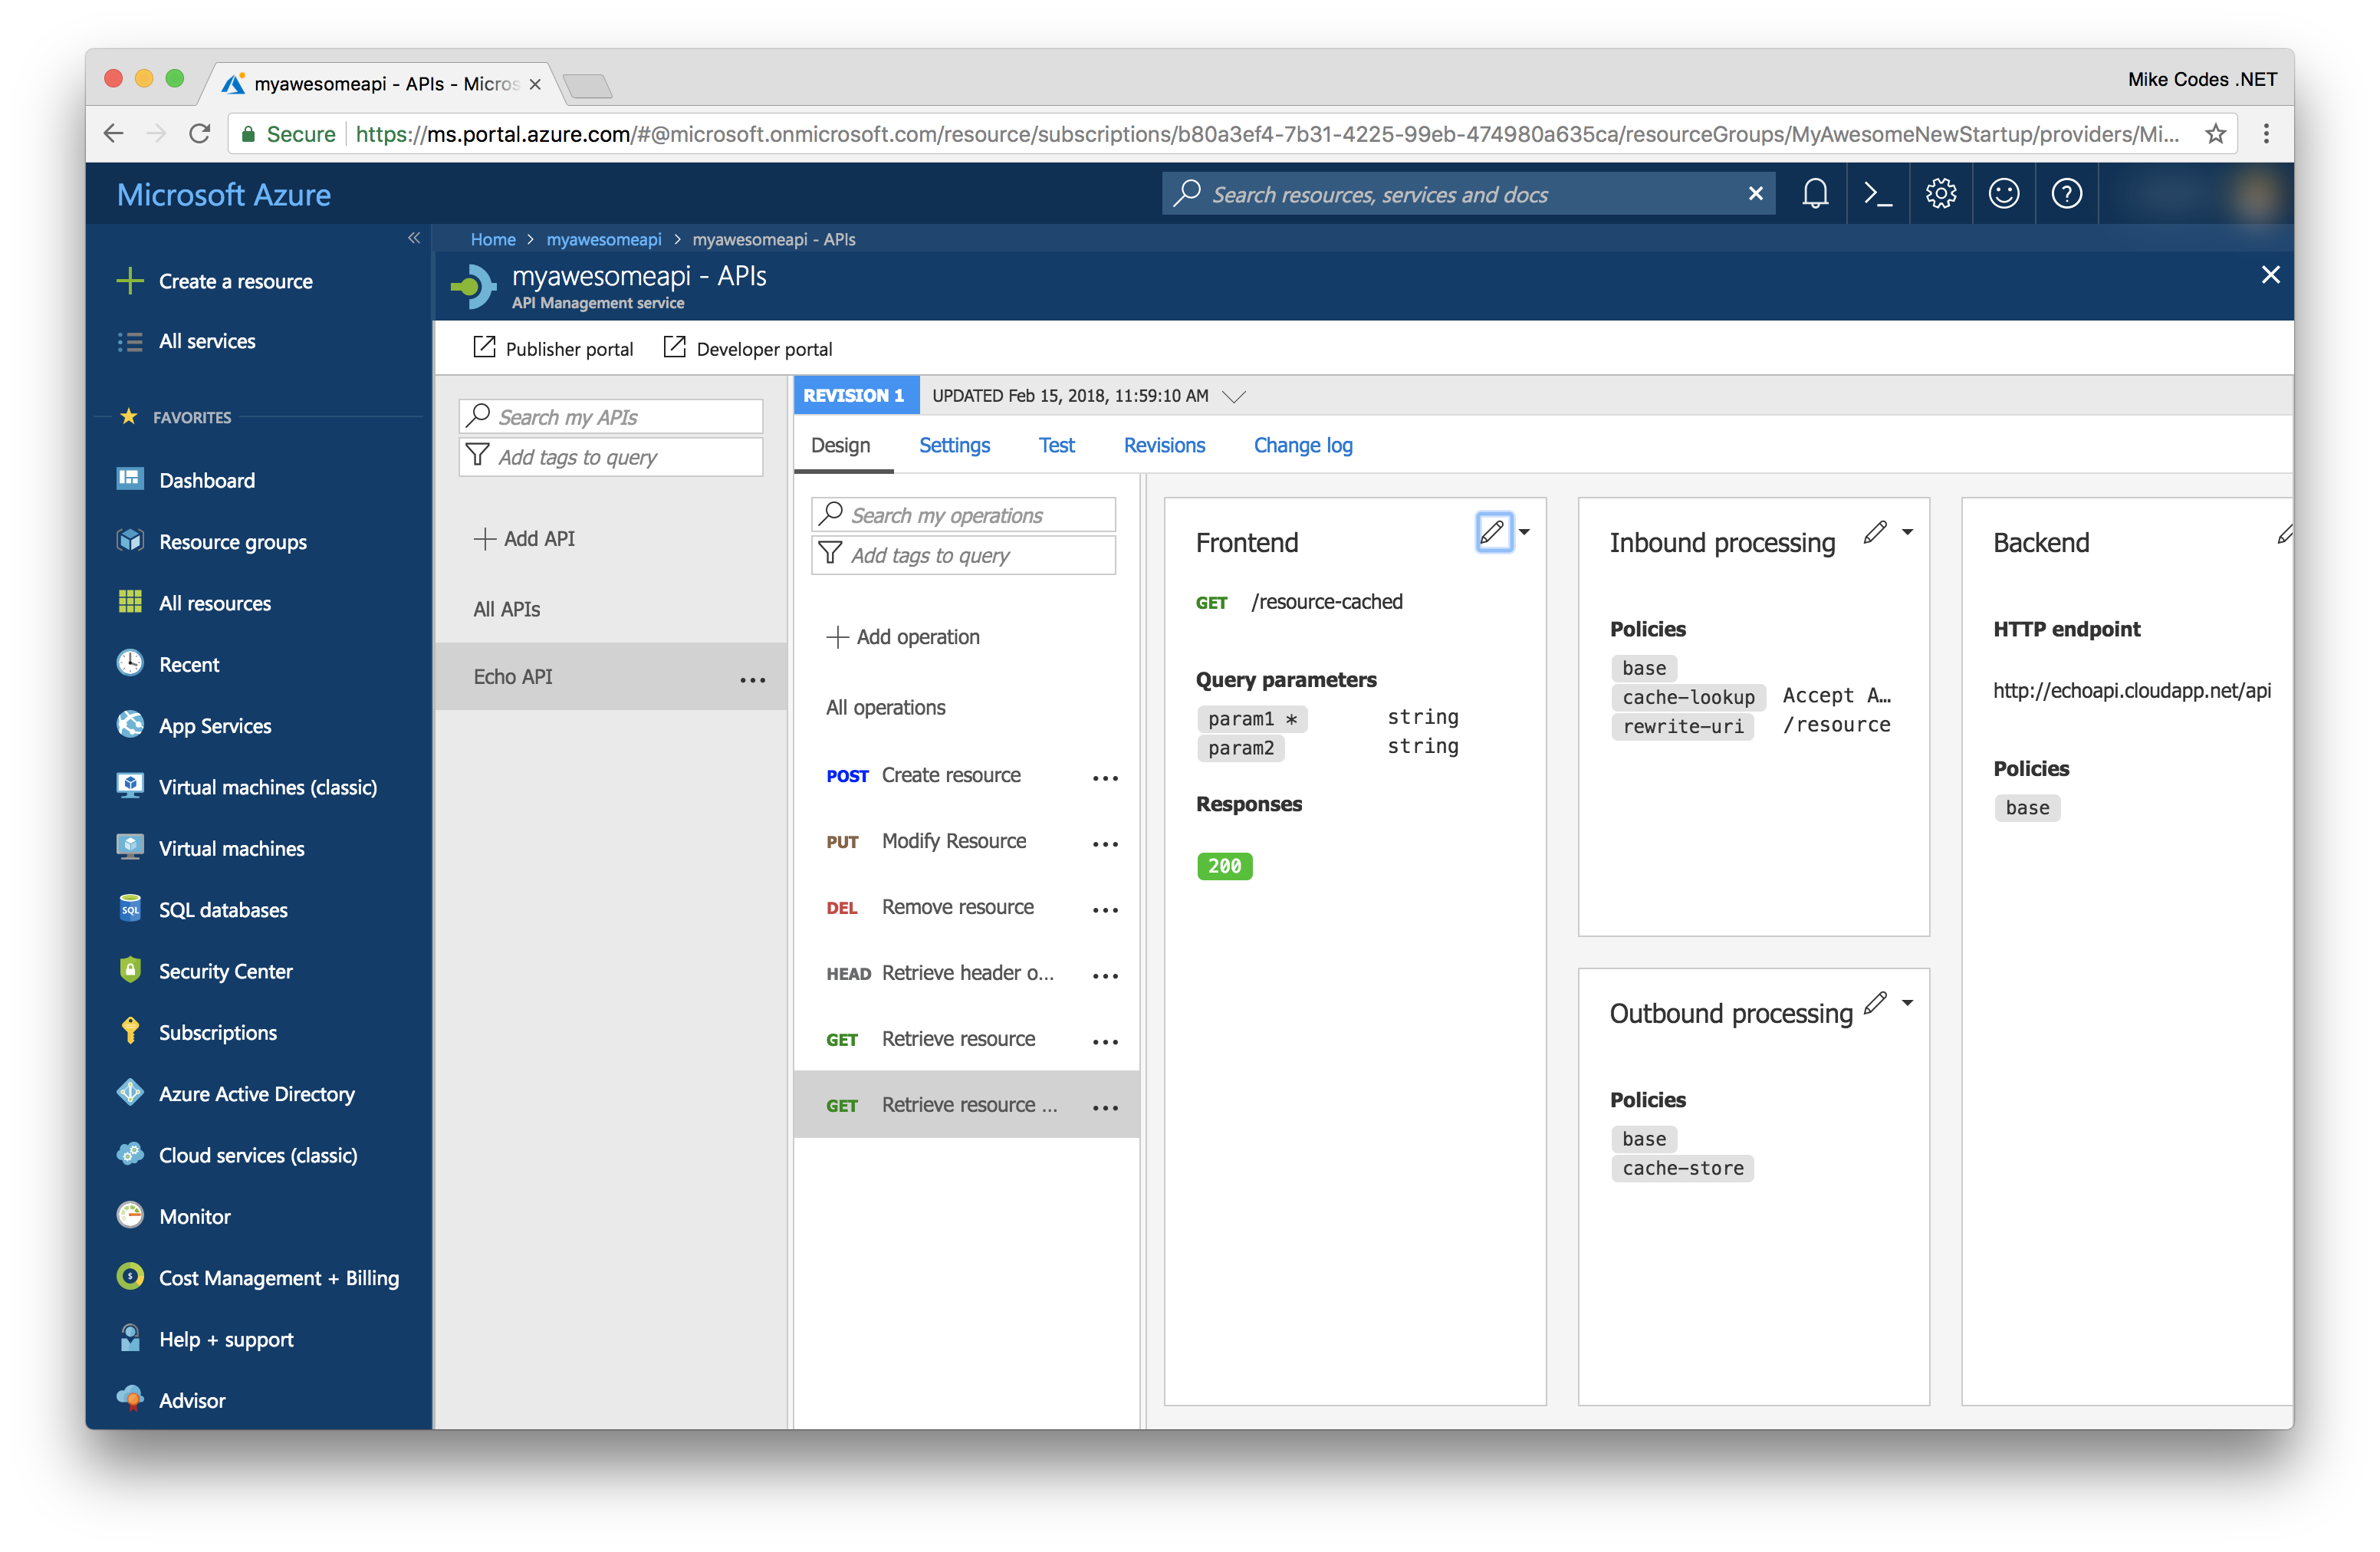 myawesomeapi - APIs - Micros
Mike Codes .NET
Secure https://ms.portal.azure.com/#@microsoft.onmicrosoft.com/resource/subscriptions/b80a3ef4-7b31-4225-99eb-474980a635ca/resourceGroups/MyAwesomeNewStartup/providers/Mi...
Microsoft Azure
Search resources, services and docs
Create a resource
All services
FAVORITES
Dashboard
Resource groups
All resources
Recent
App Services
Virtual machines (classic)
Virtual machines
SQL databases
Security Center
Subscriptions
Azure Active Directory
Cloud services (classic)
Monitor
Cost Management + Billing
Help + support
Advisor
Home > myawesomeapi > myawesomeapi - APIs
myawesomeapi - APIs
API Management service
Publisher portal
Developer portal
Search my APIs
Add tags to query
Add API
All APIs
Echo API
REVISION 1
UPDATED Feb 15, 2018, 11:59:10 AM
Design Settings Test Revisions Change log
Search my operations
Add tags to query
Add operation
All operations
POST Create resource
PUT Modify Resource
DEL Remove resource
HEAD Retrieve header o...
GET Retrieve resource
GET Retrieve resource ...
Frontend
GET /resource-cached
Query parameters
param1 * string
param2 string
Responses
200
Inbound processing
Policies
base
cache-lookup Accept A...
rewrite-uri /resource
Outbound processing
Policies
base
cache-store
Backend
HTTP endpoint
http://echoapi.cloudapp.net/api
Policies
base